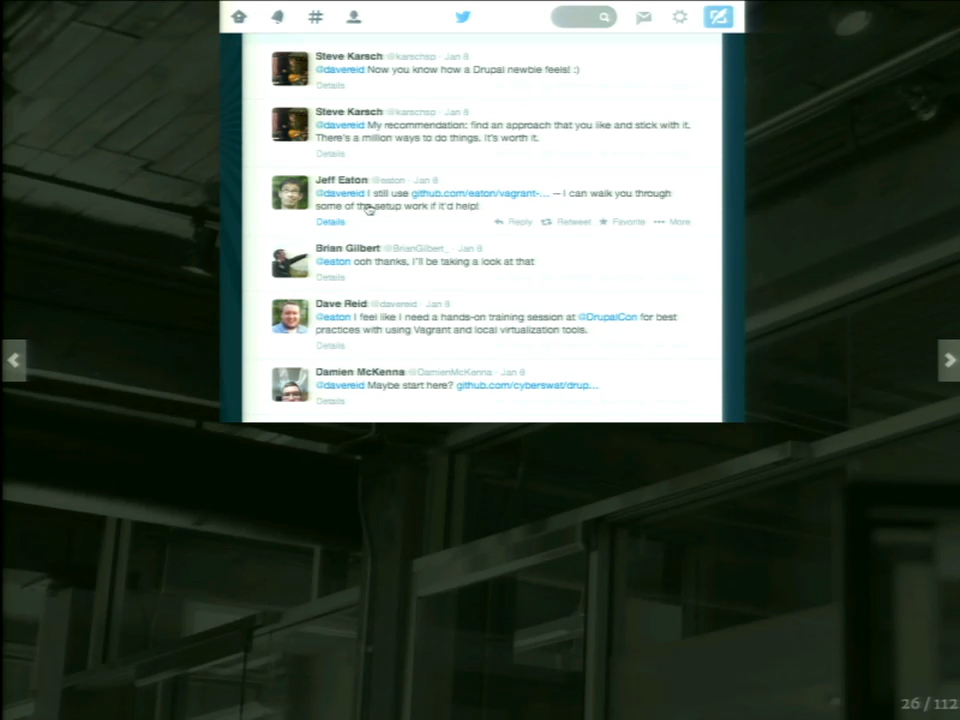 Steve Karsch @karschsp · Jan 8
@davereid Now you know how a Drupal newbie feels! :)
Details
Steve Karsch @karschsp · Jan 8
@davereid My recommendation: find an approach that you like and stick with it.
There's a million ways to do things. It's worth it.
Details
Jeff Eaton @eaton · Jan 8
@davereid I still use github.com/eaton/vagrant-... – I can walk you through
some of the setup work if it'd help!
Details Reply Retweet Favorite More
Brian Gilbert @BrianGilbert_ · Jan 8
@eaton ooh thanks, I'll be taking a look at that
Details
Dave Reid @davereid · Jan 8
@eaton I feel like I need a hands-on training session at @DrupalCon for best
practices with using Vagrant and local virtualization tools.
Details
Damien McKenna @DamienMcKenna · Jan 8
@davereid Maybe start here? github.com/cyberswat/drup...
Details
26 / 112